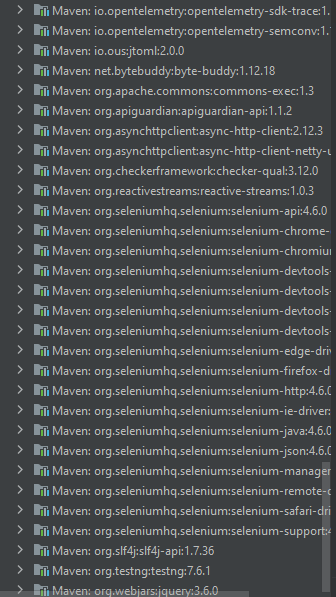 Maven: io.opentelemetry:opentelemetry-sdk-trace:1.
Maven: io.opentelemetry:opentelemetry-semconv:1.
Maven: io.ous:jtoml:2.0.0
Maven: net.bytebuddy:byte-buddy:1.12.18
Maven: org.apache.commons:commons-exec:1.3
Maven: org.apiguardian:apiguardian-api:1.1.2
Maven: org.asynchttpclient:async-http-client:2.12.3
Maven: org.asynchttpclient:async-http-client-netty-u
Maven: org.checkerframework:checker-qual:3.12.0
Maven: org.reactivestreams:reactive-streams:1.0.3
Maven: org.seleniumhq.selenium:selenium-api:4.6.0
Maven: org.seleniumhq.selenium:selenium-chrome-
Maven: org.seleniumhq.selenium:selenium-chromiu
Maven: org.seleniumhq.selenium:selenium-devtools-
Maven: org.seleniumhq.selenium:selenium-devtools-
Maven: org.seleniumhq.selenium:selenium-devtools-
Maven: org.seleniumhq.selenium:selenium-devtools-
Maven: org.seleniumhq.selenium:selenium-edge-driv
Maven: org.seleniumhq.selenium:selenium-firefox-d
Maven: org.seleniumhq.selenium:selenium-http:4.6.0
Maven: org.seleniumhq.selenium:selenium-ie-driver:
Maven: org.seleniumhq.selenium:selenium-java:4.6.0
Maven: org.seleniumhq.selenium:selenium-json:4.6.0
Maven: org.seleniumhq.selenium:selenium-manager
Maven: org.seleniumhq.selenium:selenium-remote-d
Maven: org.seleniumhq.selenium:selenium-safari-dri
Maven: org.seleniumhq.selenium:selenium-support:4
Maven: org.slf4j:slf4j-api:1.7.36
Maven: org.testng:testng:7.6.1
Maven: org.webjars:jquery:3.6.0